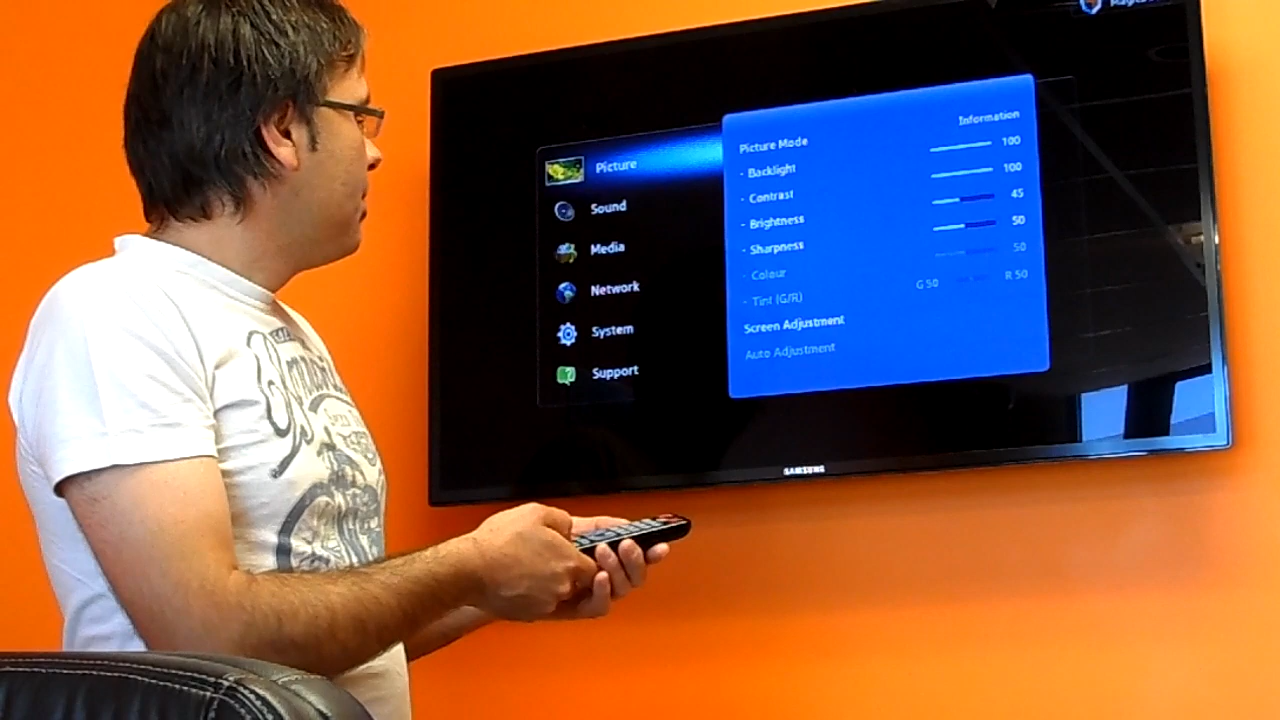 Picture
Sound
Media
Network
System
Support
Picture Mode Information
· Backlight 100
· Contrast 100
· Brightness 45
· Sharpness 50
· Colour 50
· Tint (G/R) G 50 R 50
Screen Adjustment
Auto Adjustment
SAMSUNG